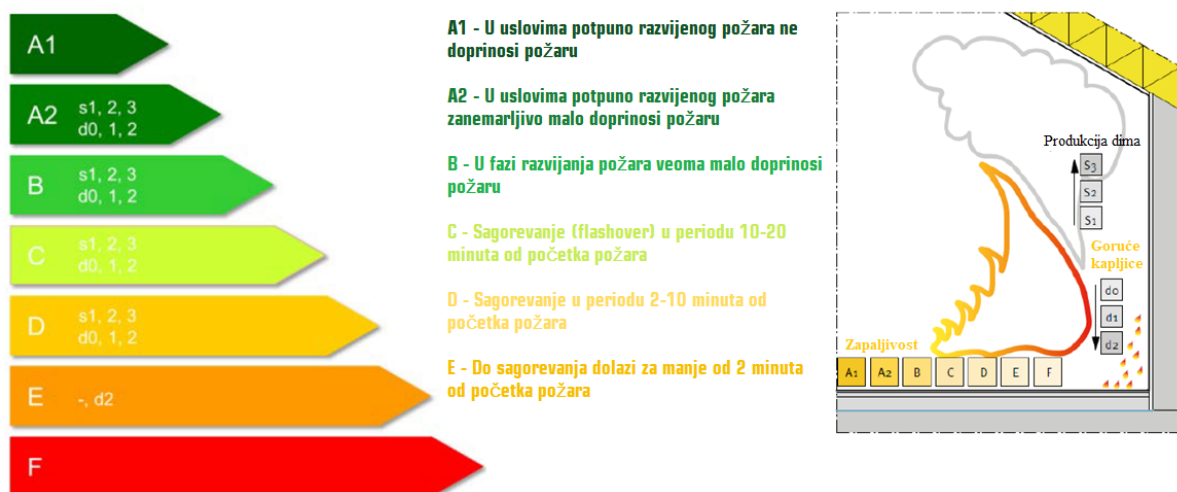 A1
A2
s1, 2, 3
d0, 1, 2
B
s1, 2, 3
d0, 1, 2
C
s1, 2, 3
d0, 1, 2
D
s1, 2, 3
d0, 1, 2
E
-, d2
F
A1 - U uslovima potpuno razvijenog požara ne
doprinosi požaru
A2 - U uslovima potpuno razvijenog požara
zanemarljivo malo doprinosi požaru
B - U fazi razvijanja požara veoma malo doprinosi
požaru
C - Sagorevanje (flashover) u periodu 10-20
minuta od početka požara
D - Sagorevanje u periodu 2-10 minuta od
početka požara
E - Do sagorevanja dolazi za manje od 2 minuta
od početka požara
Produkcija dima
S3
S2
S1
Goruće
kapljice
do
d1
d2
Zapaljivost
A1 A2 B C D E F